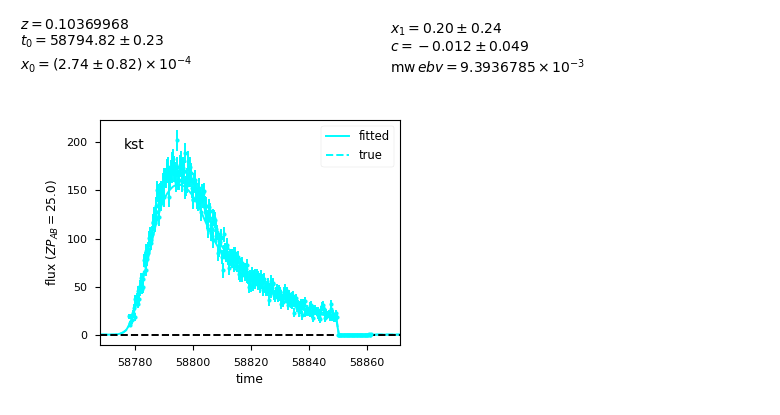 z = 0.10369968
t₀ = 58794.82 ± 0.23
x₀ = (2.74 ± 0.82) × 10⁻⁴
x₁ = 0.20 ± 0.24
c = −0.012 ± 0.049
mw ebv = 9.3936785 × 10⁻³
kst
fitted
true
200
150
100
50
0
flux (ZP_AB = 25.0)
58780 58800 58820 58840 58860
time